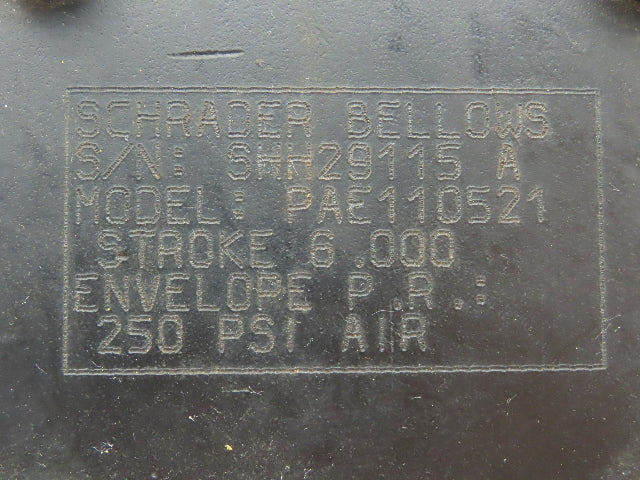 SCHRADER BELLOWS
S/N: SHH29115 A
MODEL: PAE110521
STROKE 6.000
ENVELOPE P.R.:
250 PSI AIR